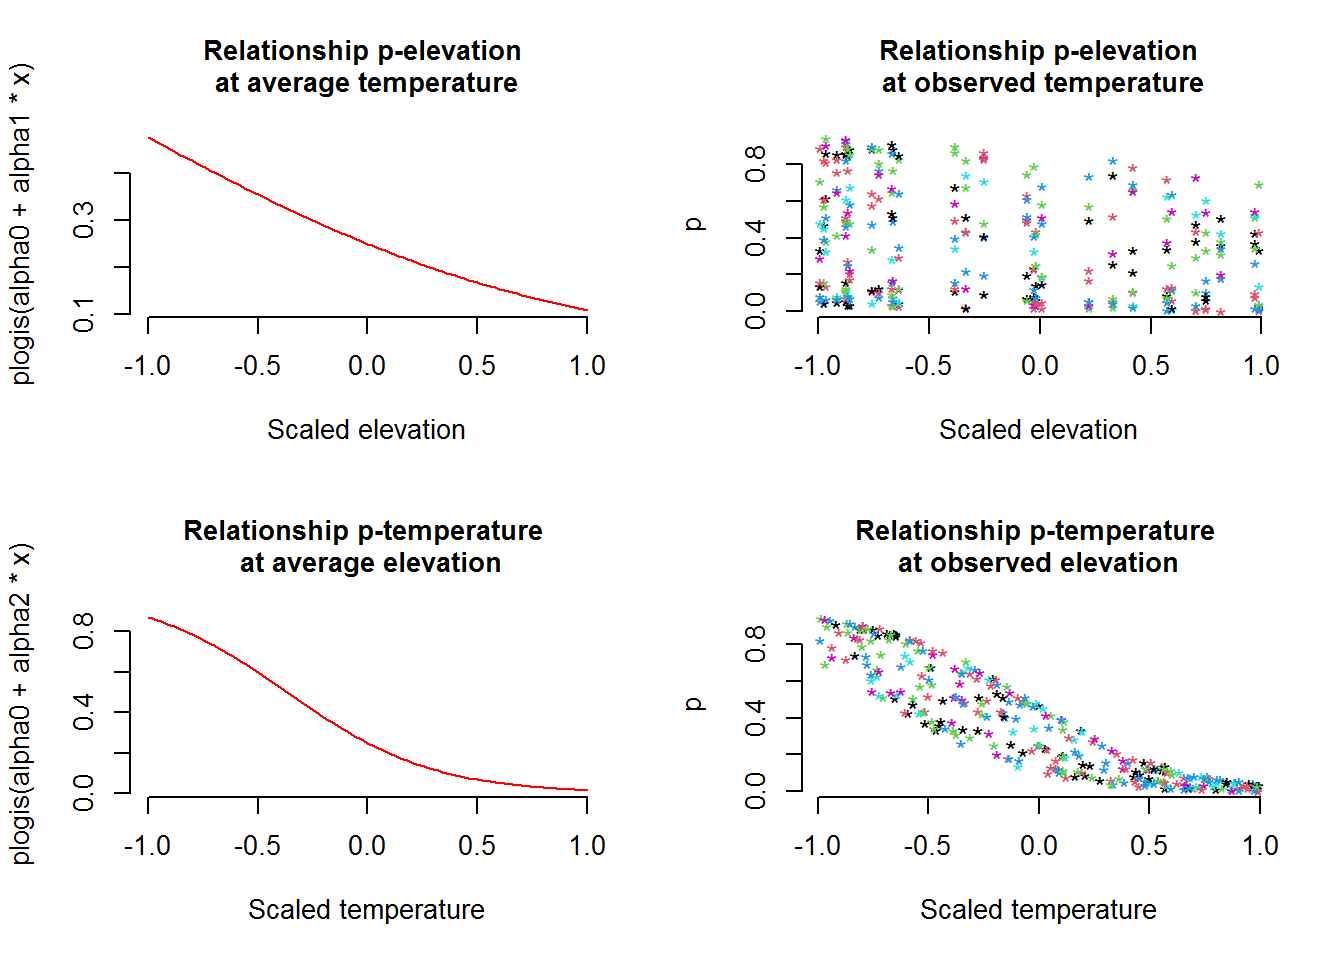 Relationship p-elevation
at average temperature
plogis(alpha0 + alpha1 * x)
0.3
0.1
-1.0 -0.5 0.0 0.5 1.0
Scaled elevation
Relationship p-elevation
at observed temperature
p
0.8
0.4
0.0
-1.0 -0.5 0.0 0.5 1.0
Scaled elevation
Relationship p-temperature
at average elevation
plogis(alpha0 + alpha2 * x)
0.8
0.4
0.0
-1.0 -0.5 0.0 0.5 1.0
Scaled temperature
Relationship p-temperature
at observed elevation
p
0.8
0.4
0.0
-1.0 -0.5 0.0 0.5 1.0
Scaled temperature